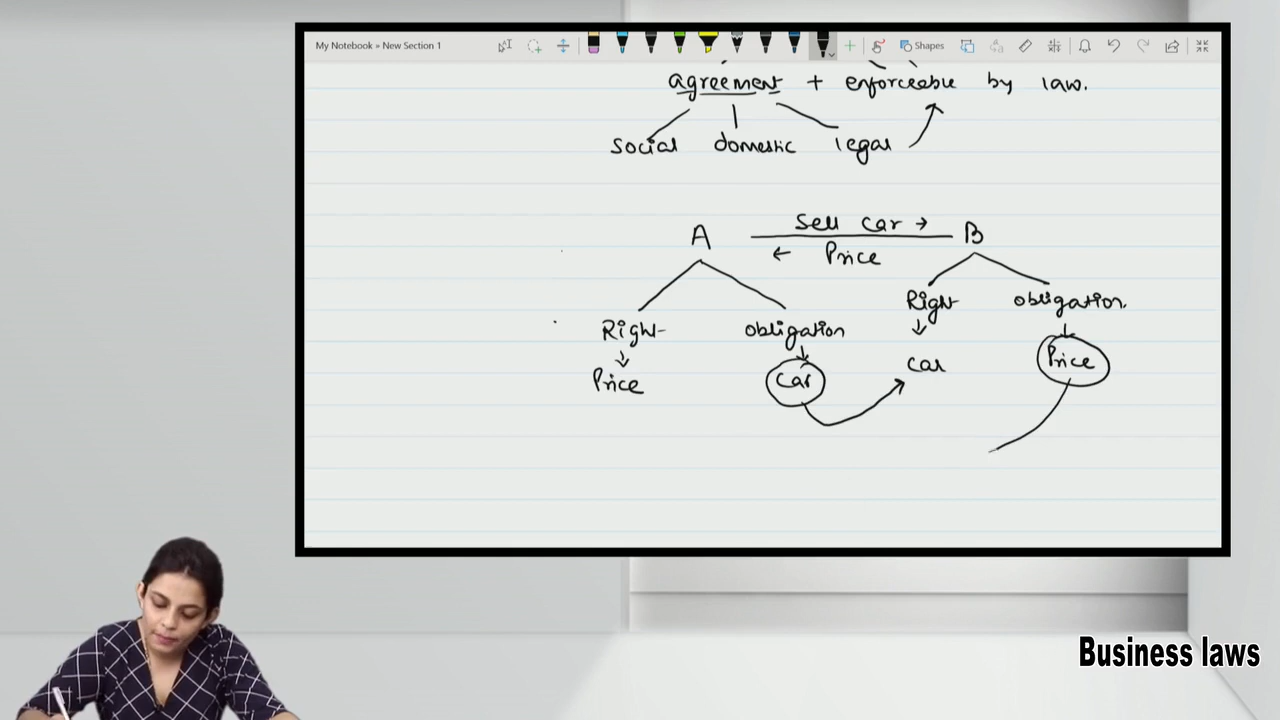 My Notebook » New Section 1
Shapes
agreement + enforceable by law.
social domestic legal
A sell car → B
← Price
Right obligation.
Right obligation
↓ ↓
car Price
↓ ↓
Price car
Business laws